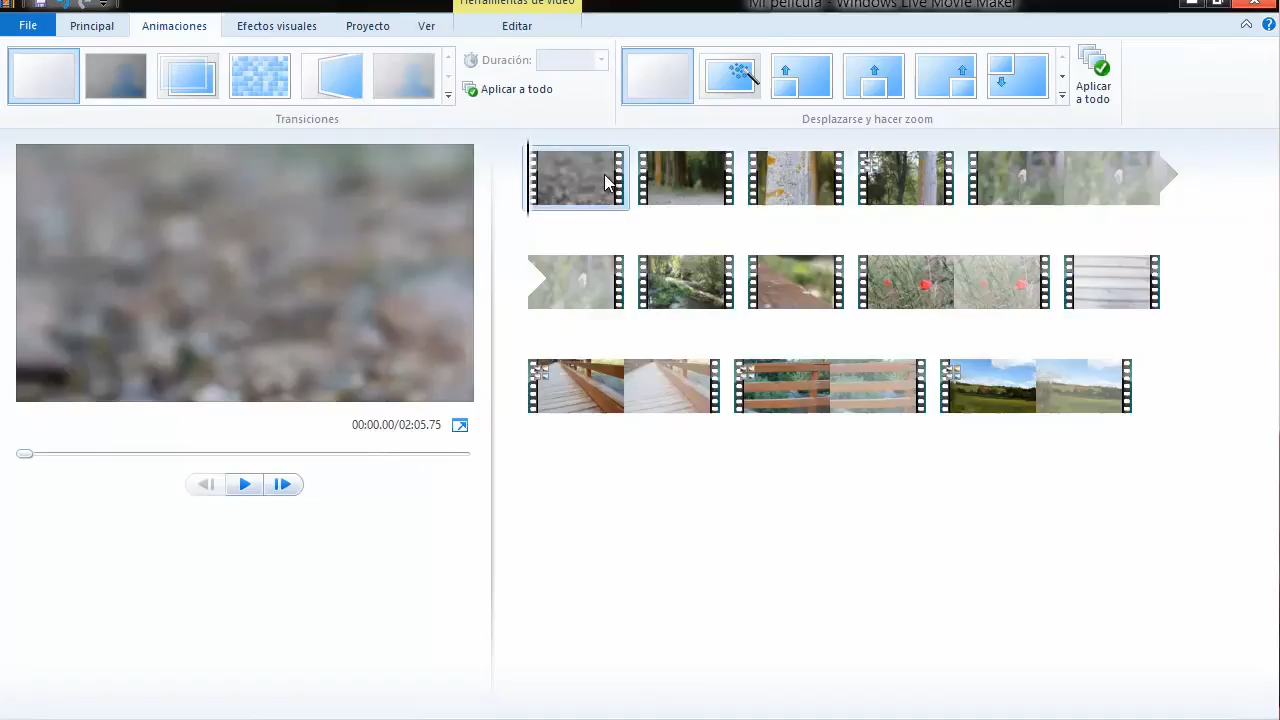 Herramientas de video
Mi película - Windows Live Movie Maker
File Principal Animaciones Efectos visuales Proyecto Ver Editar
Duración:
Aplicar a todo
Transiciones
Aplicar
a todo
Desplazarse y hacer zoom
00:00.00/02:05.75